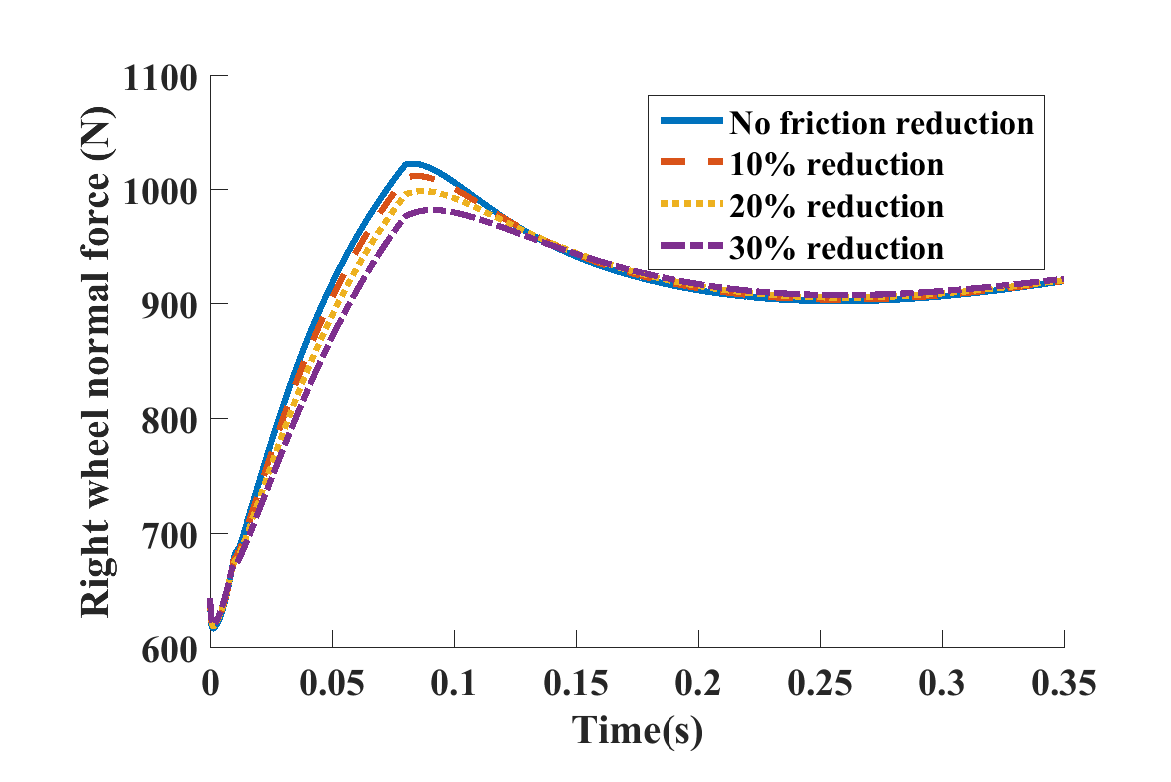 1100
1000
900
800
700
600
Right wheel normal force (N)
No friction reduction
10% reduction
20% reduction
30% reduction
0 0.05 0.1 0.15 0.2 0.25 0.3 0.35
Time(s)